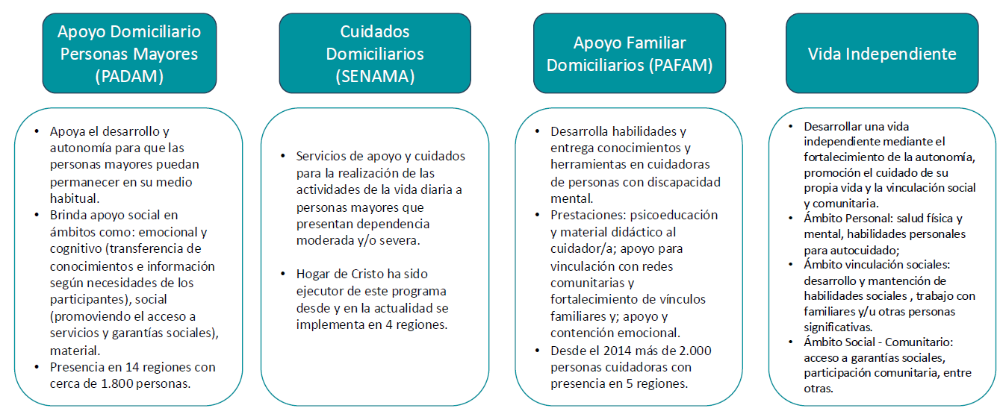 Apoyo Domiciliario
Personas Mayores
(PADAM)
• Apoya el desarrollo y
autonomía para que las
personas mayores puedan
permanecer en su medio
habitual.
• Brinda apoyo social en
ámbitos como: emocional y
cognitivo (transferencia de
conocimientos e información
según necesidades de los
participantes), social
(promoviendo el acceso a
servicios y garantías sociales),
material.
• Presencia en 14 regiones con
cerca de 1.800 personas.
Cuidados
Domiciliarios
(SENAMA)
• Servicios de apoyo y cuidados
para la realización de las
actividades de la vida diaria a
personas mayores que
presentan dependencia
moderada y/o severa.
• Hogar de Cristo ha sido
ejecutor de este programa
desde y en la actualidad se
implementa en 4 regiones.
Apoyo Familiar
Domiciliarios (PAFAM)
• Desarrolla habilidades y
entrega conocimientos y
herramientas en cuidadoras
de personas con discapacidad
mental.
• Prestaciones: psicoeducación
y material didáctico al
cuidador/a; apoyo para
vinculación con redes
comunitarias y
fortalecimiento de vínculos
familiares y; apoyo y
contención emocional.
• Desde el 2014 más de 2.000
personas cuidadoras con
presencia en 5 regiones.
Vida Independiente
• Desarrollar una vida
independiente mediante el
fortalecimiento de la autonomía,
promoción el cuidado de su
propia vida y la vinculación social
y comunitaria.
• Ámbito Personal: salud física y
mental, habilidades personales
para autocuidado;
• Ámbito vinculación sociales:
desarrollo y mantención de
habilidades sociales , trabajo con
familiares y/u otras personas
significativas.
• Ámbito Social - Comunitario:
acceso a garantías sociales,
participación comunitaria, entre
otras.